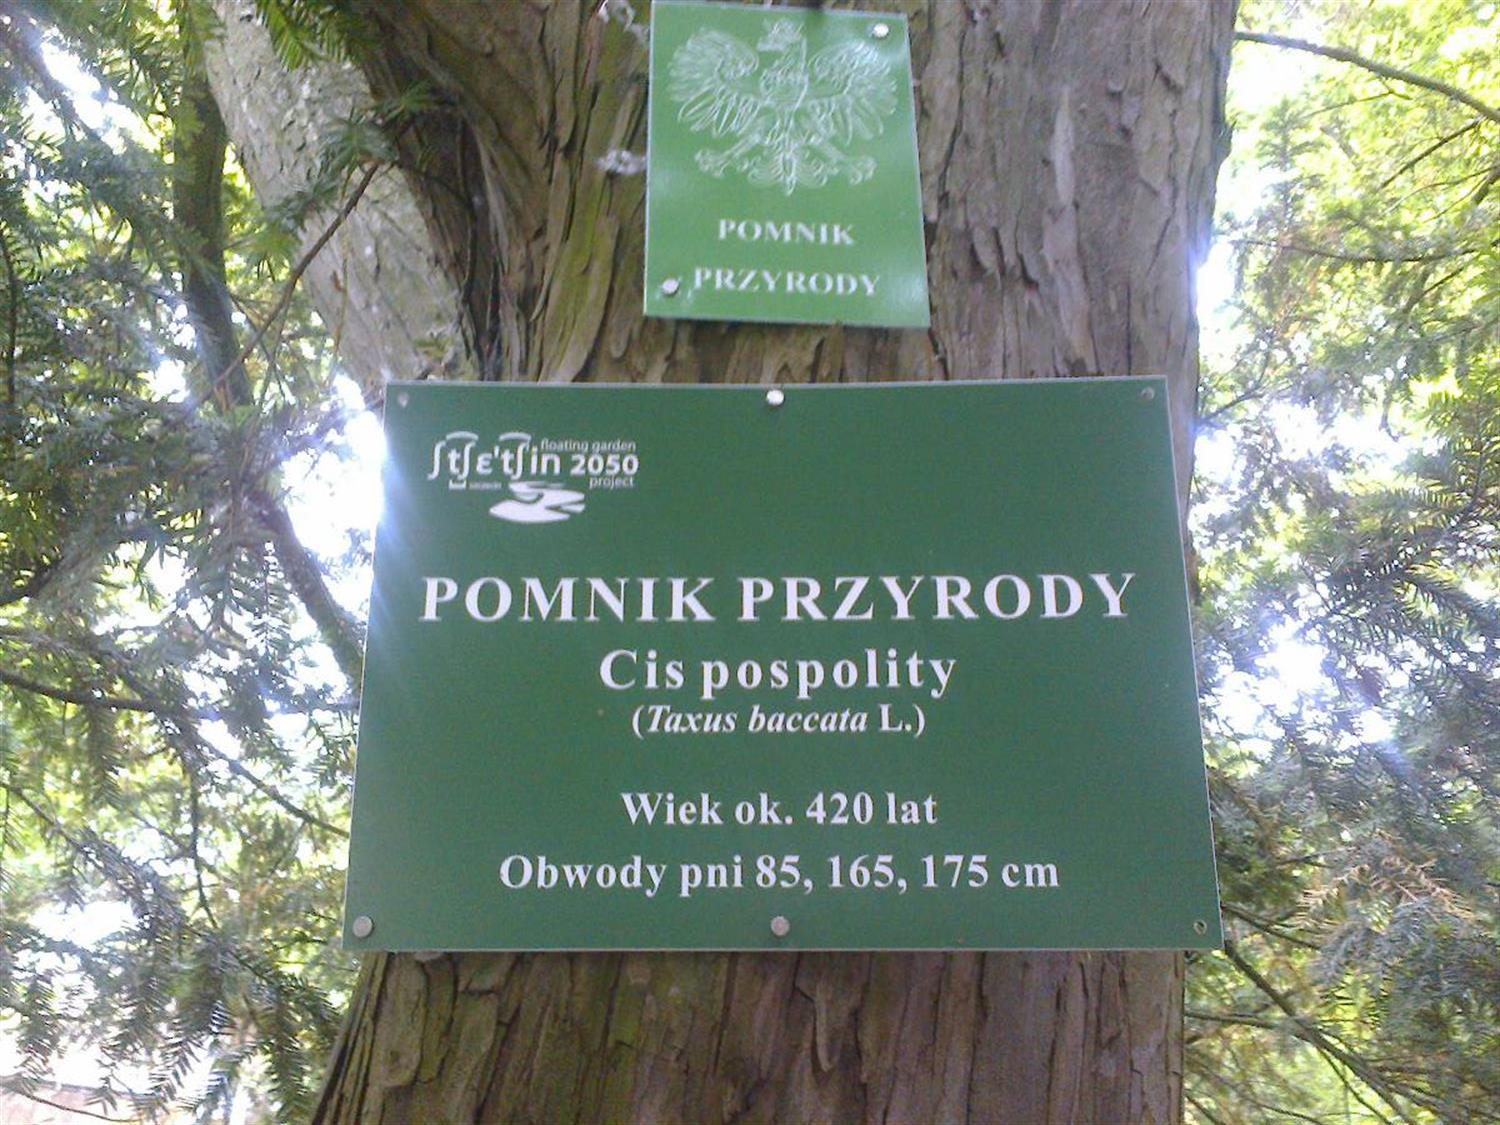 POMNIK
PRZYRODY
floating garden
ʃtʃɛ'tʃin 2050
project
POMNIK PRZYRODY
Cis pospolity
(Taxus baccata L.)
Wiek ok. 420 lat
Obwody pni 85, 165, 175 cm